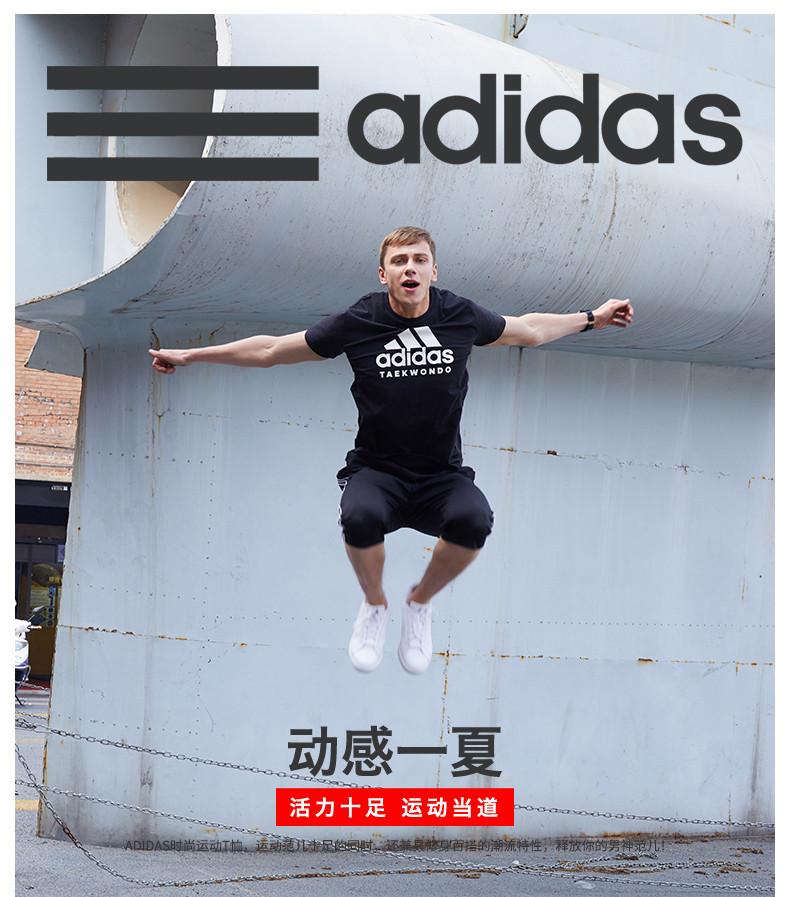 adidas
adidas
TAEKWONDO
动感一夏
活力十足 运动当道
ADIDAS时尚运动T恤，运动范儿十足的同时，还兼具修身百搭的潮流特性，释放你的男神范儿！